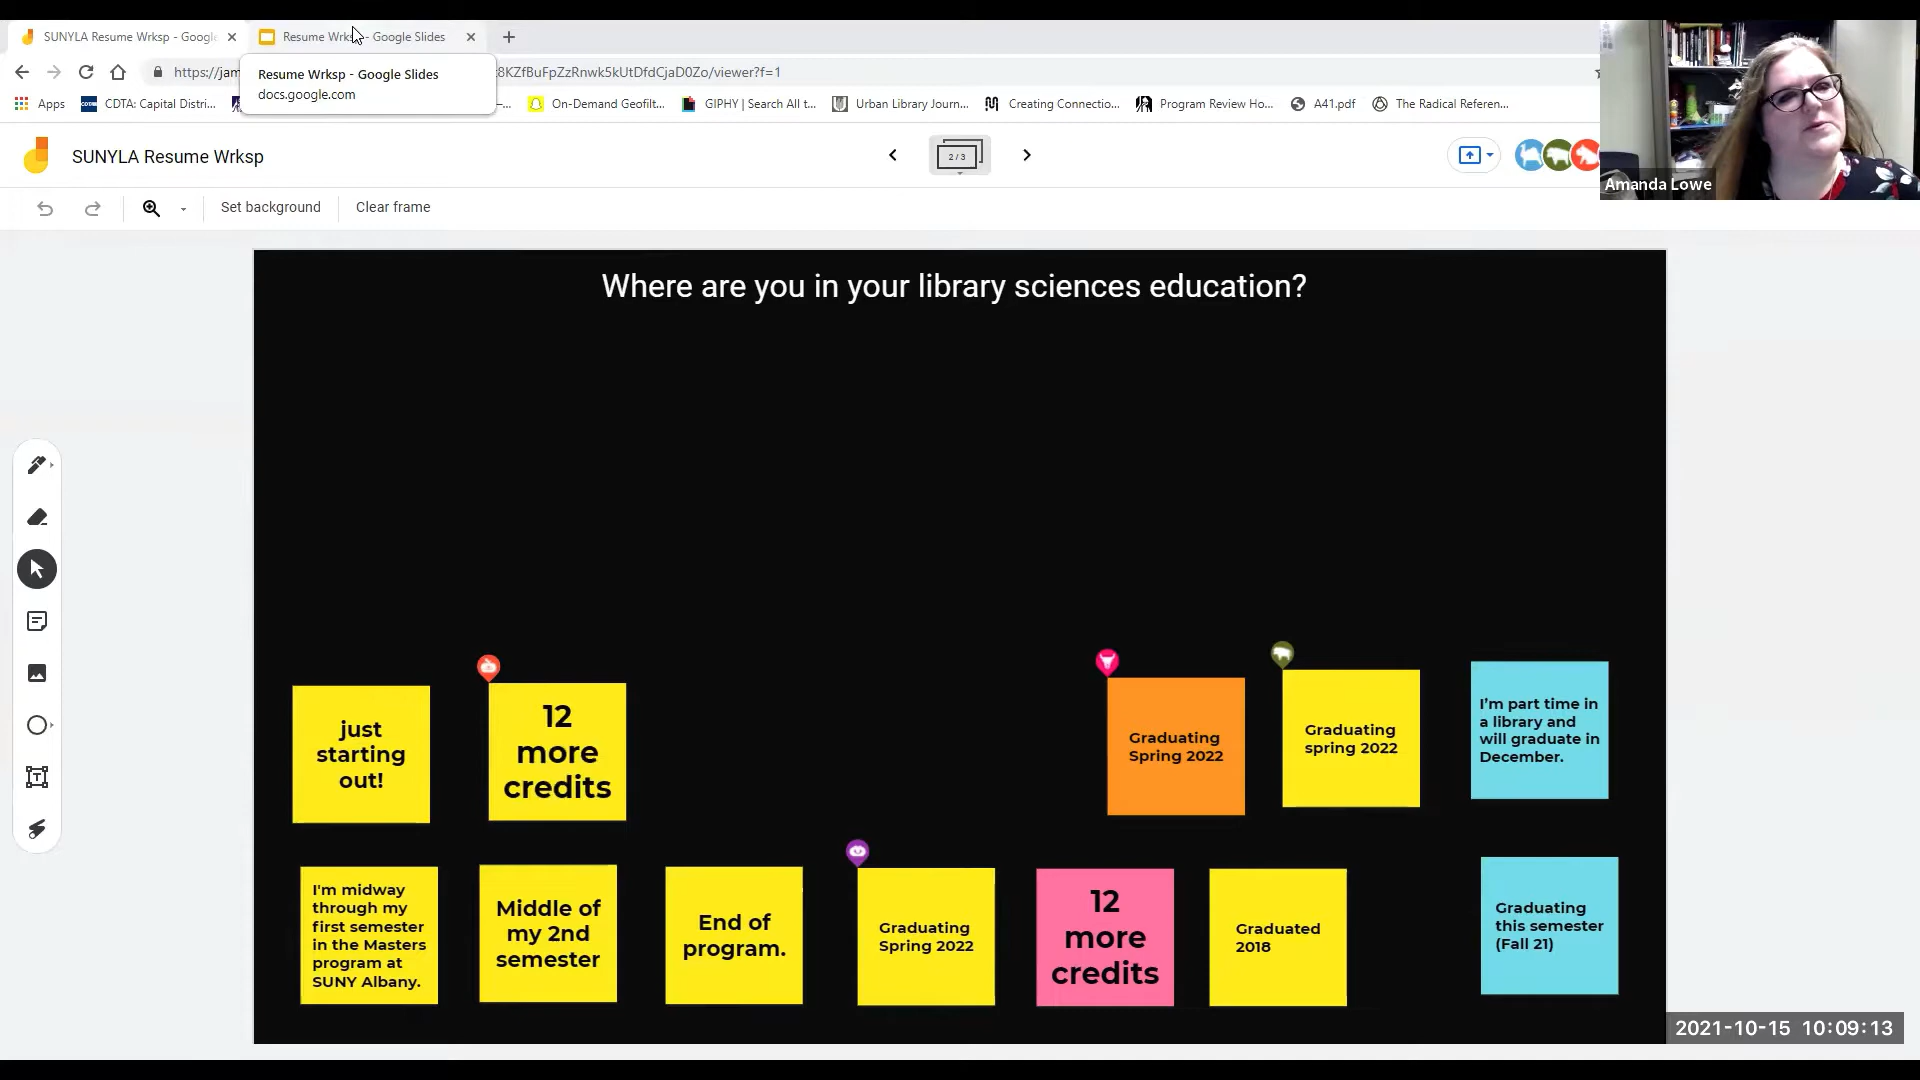 SUNYLA Resume Wrksp - Google
Resume Wrksp - Google Slides
Resume Wrksp - Google Slides
docs.google.com
8KZfBuFpZzRnwk5kUtDfdCjaD0Zo/viewer?f=1
Apps
CDTA: Capital Distri...
On-Demand Geofilt...
GIPHY | Search All t...
Urban Library Journ...
Creating Connectio...
Program Review Ho...
A41.pdf
The Radical Referen...
SUNYLA Resume Wrksp
2 / 3
Amanda Lowe
Set background
Clear frame
Where are you in your library sciences education?
just
starting
out!
12
more
credits
Graduating
Spring 2022
Graduating
spring 2022
I'm part time in
a library and
will graduate in
December.
I'm midway
through my
first semester
in the Masters
program at
SUNY Albany.
Middle of
my 2nd
semester
End of
program.
Graduating
Spring 2022
12
more
credits
Graduated
2018
Graduating
this semester
(Fall 21)
2021-10-15 10:09:13